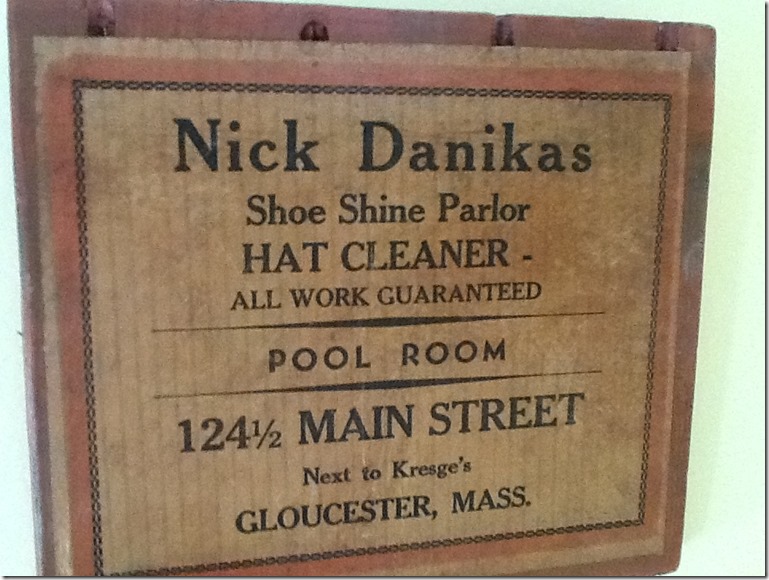 Nick Danikas
Shoe Shine Parlor
HAT CLEANER -
ALL WORK GUARANTEED
POOL ROOM
124½ MAIN STREET
Next to Kresge's
GLOUCESTER, MASS.